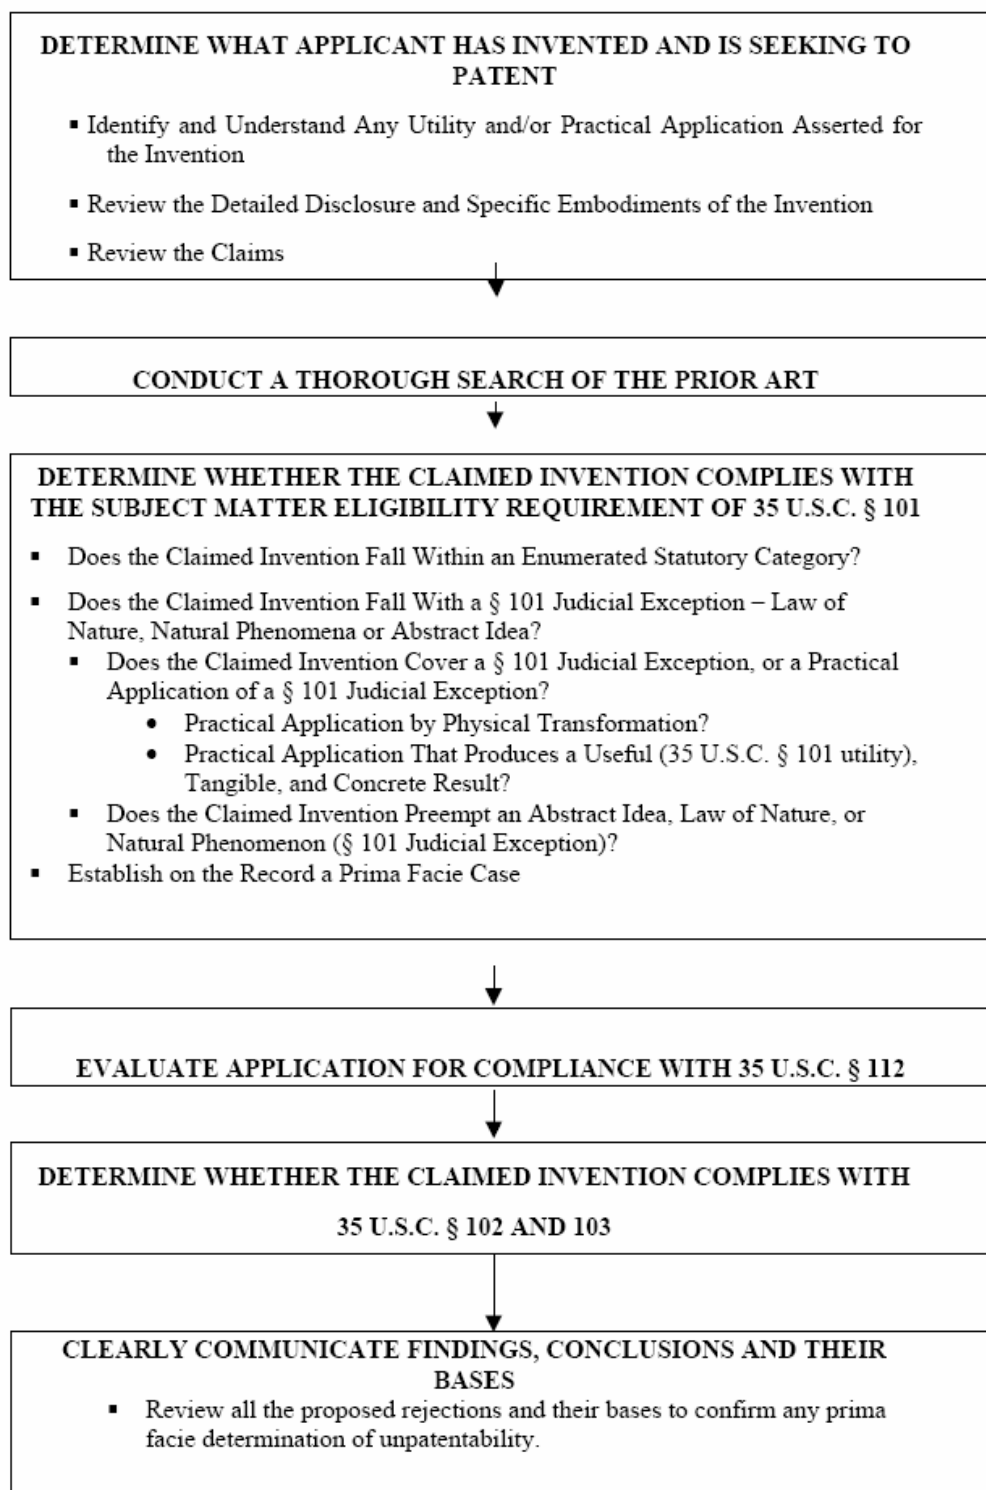 DETERMINE WHAT APPLICANT HAS INVENTED AND IS SEEKING TO
PATENT
▪ Identify and Understand Any Utility and/or Practical Application Asserted for
the Invention
▪ Review the Detailed Disclosure and Specific Embodiments of the Invention
▪ Review the Claims
CONDUCT A THOROUGH SEARCH OF THE PRIOR ART
DETERMINE WHETHER THE CLAIMED INVENTION COMPLIES WITH
THE SUBJECT MATTER ELIGIBILITY REQUIREMENT OF 35 U.S.C. § 101
▪ Does the Claimed Invention Fall Within an Enumerated Statutory Category?
▪ Does the Claimed Invention Fall With a § 101 Judicial Exception – Law of
Nature, Natural Phenomena or Abstract Idea?
▪ Does the Claimed Invention Cover a § 101 Judicial Exception, or a Practical
Application of a § 101 Judicial Exception?
• Practical Application by Physical Transformation?
• Practical Application That Produces a Useful (35 U.S.C. § 101 utility),
Tangible, and Concrete Result?
▪ Does the Claimed Invention Preempt an Abstract Idea, Law of Nature, or
Natural Phenomenon (§ 101 Judicial Exception)?
▪ Establish on the Record a Prima Facie Case
EVALUATE APPLICATION FOR COMPLIANCE WITH 35 U.S.C. § 112
DETERMINE WHETHER THE CLAIMED INVENTION COMPLIES WITH
35 U.S.C. § 102 AND 103
CLEARLY COMMUNICATE FINDINGS, CONCLUSIONS AND THEIR
BASES
▪ Review all the proposed rejections and their bases to confirm any prima
facie determination of unpatentability.